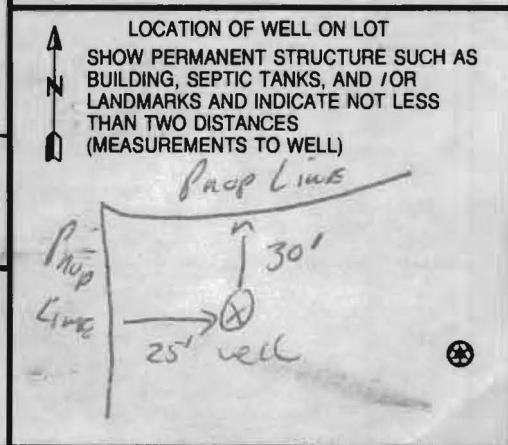 LOCATION OF WELL ON LOT
SHOW PERMANENT STRUCTURE SUCH AS
BUILDING, SEPTIC TANKS, AND / OR
LANDMARKS AND INDICATE NOT LESS
THAN TWO DISTANCES
(MEASUREMENTS TO WELL)
N
Prop Line
Prop
Line
30'
X
25' well